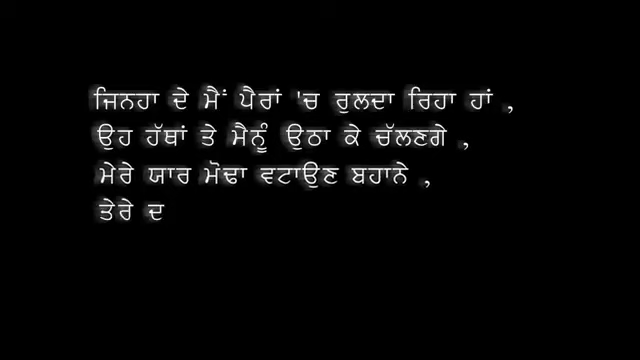 ਜਿਨਹਾ ਦੇ ਮੈਂ ਪੈਰਾਂ 'ਚ ਰੁਲਦਾ ਰਿਹਾ ਹਾਂ ,
ਉਹ ਹੱਥਾਂ ਤੇ ਮੈਨੂੰ ਉਠਾ ਕੇ ਚੱਲਣਗੇ ,
ਮੇਰੇ ਯਾਰ ਮੋਢਾ ਵਟਾਉਣ ਬਹਾਨੇ ,
ਤੇਰੇ ਦ